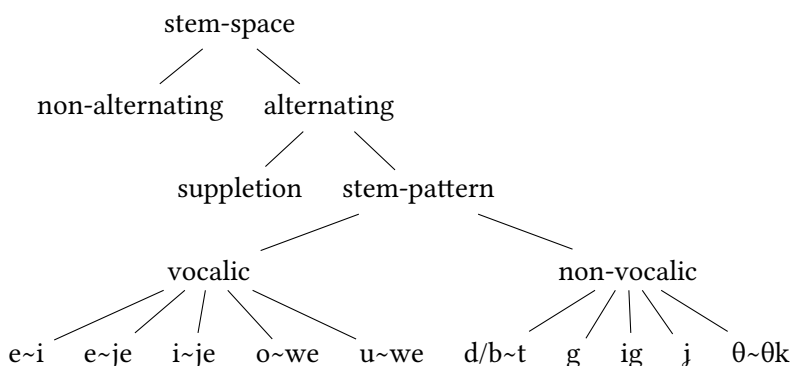 stem-space
non-alternating alternating
suppletion stem-pattern
vocalic non-vocalic
e~i e~je i~je o~we u~we d/b~t g ig ʝ θ~θk